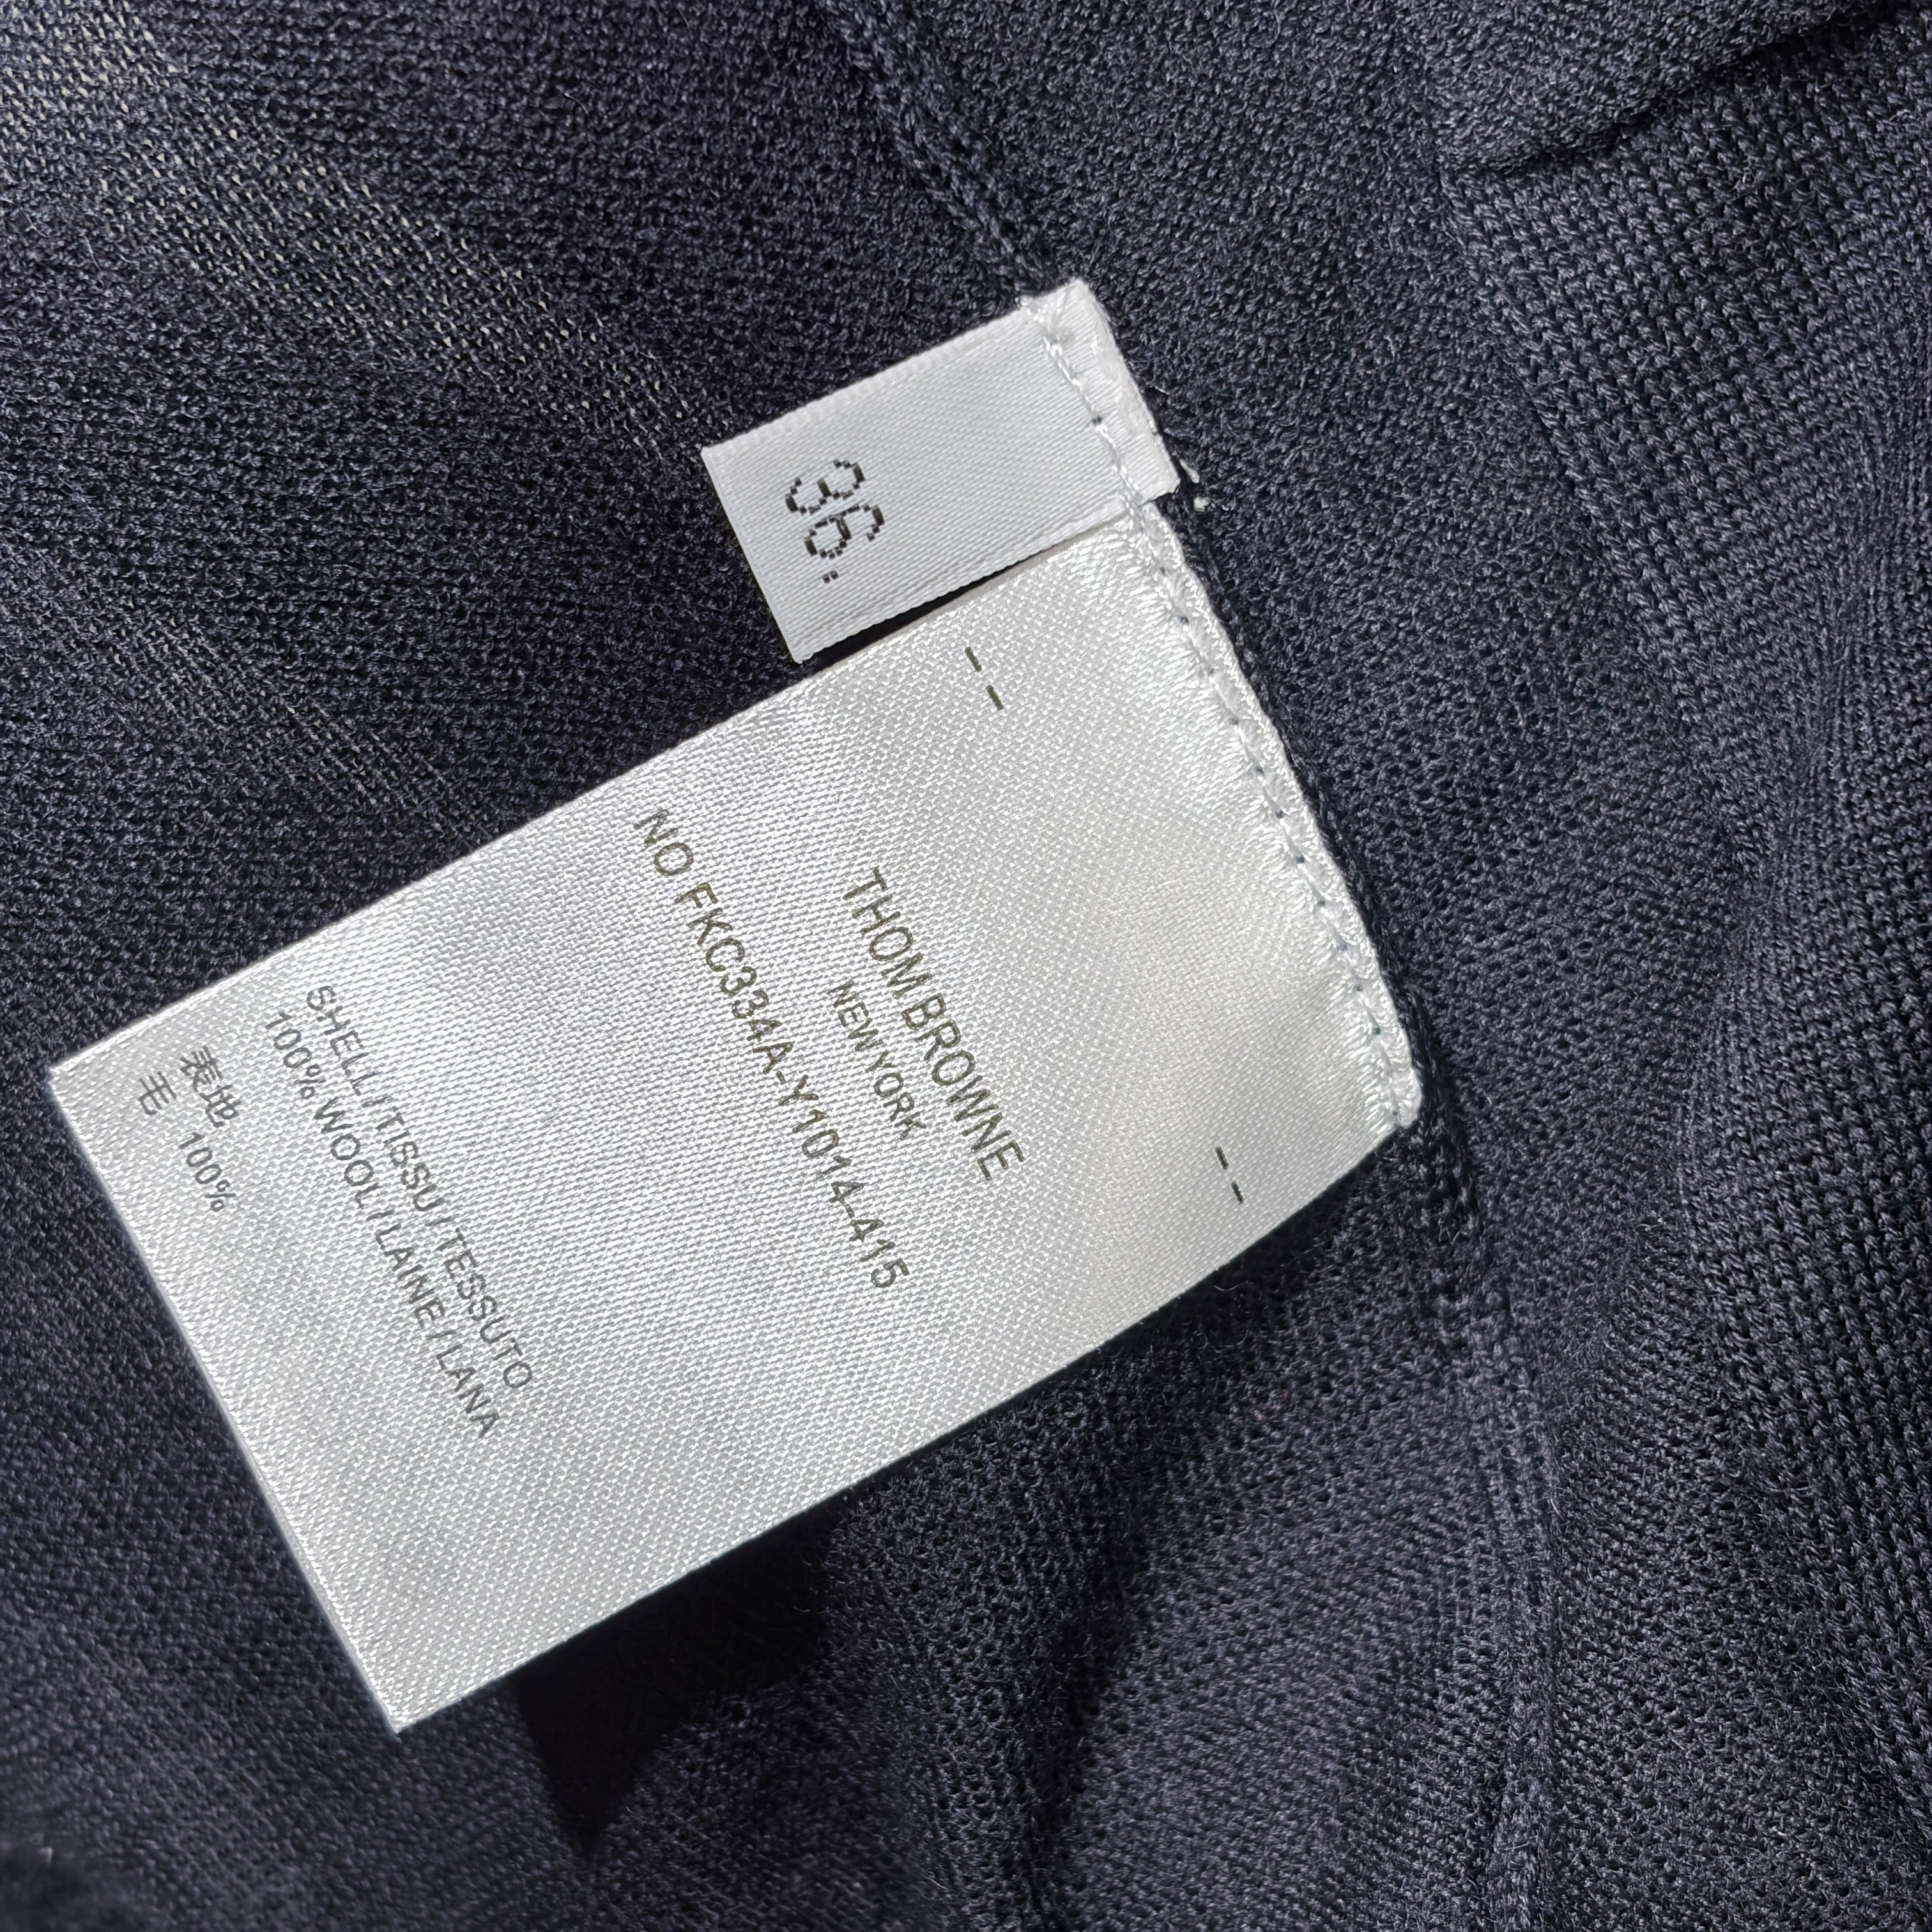 36.
-- --
THOM BROWNE
NEW YORK
NO FKC334A-Y1014-415
SHELL/TISSU/TESSUTO
100% WOOL/LAINE/LANA
表地
毛 100%